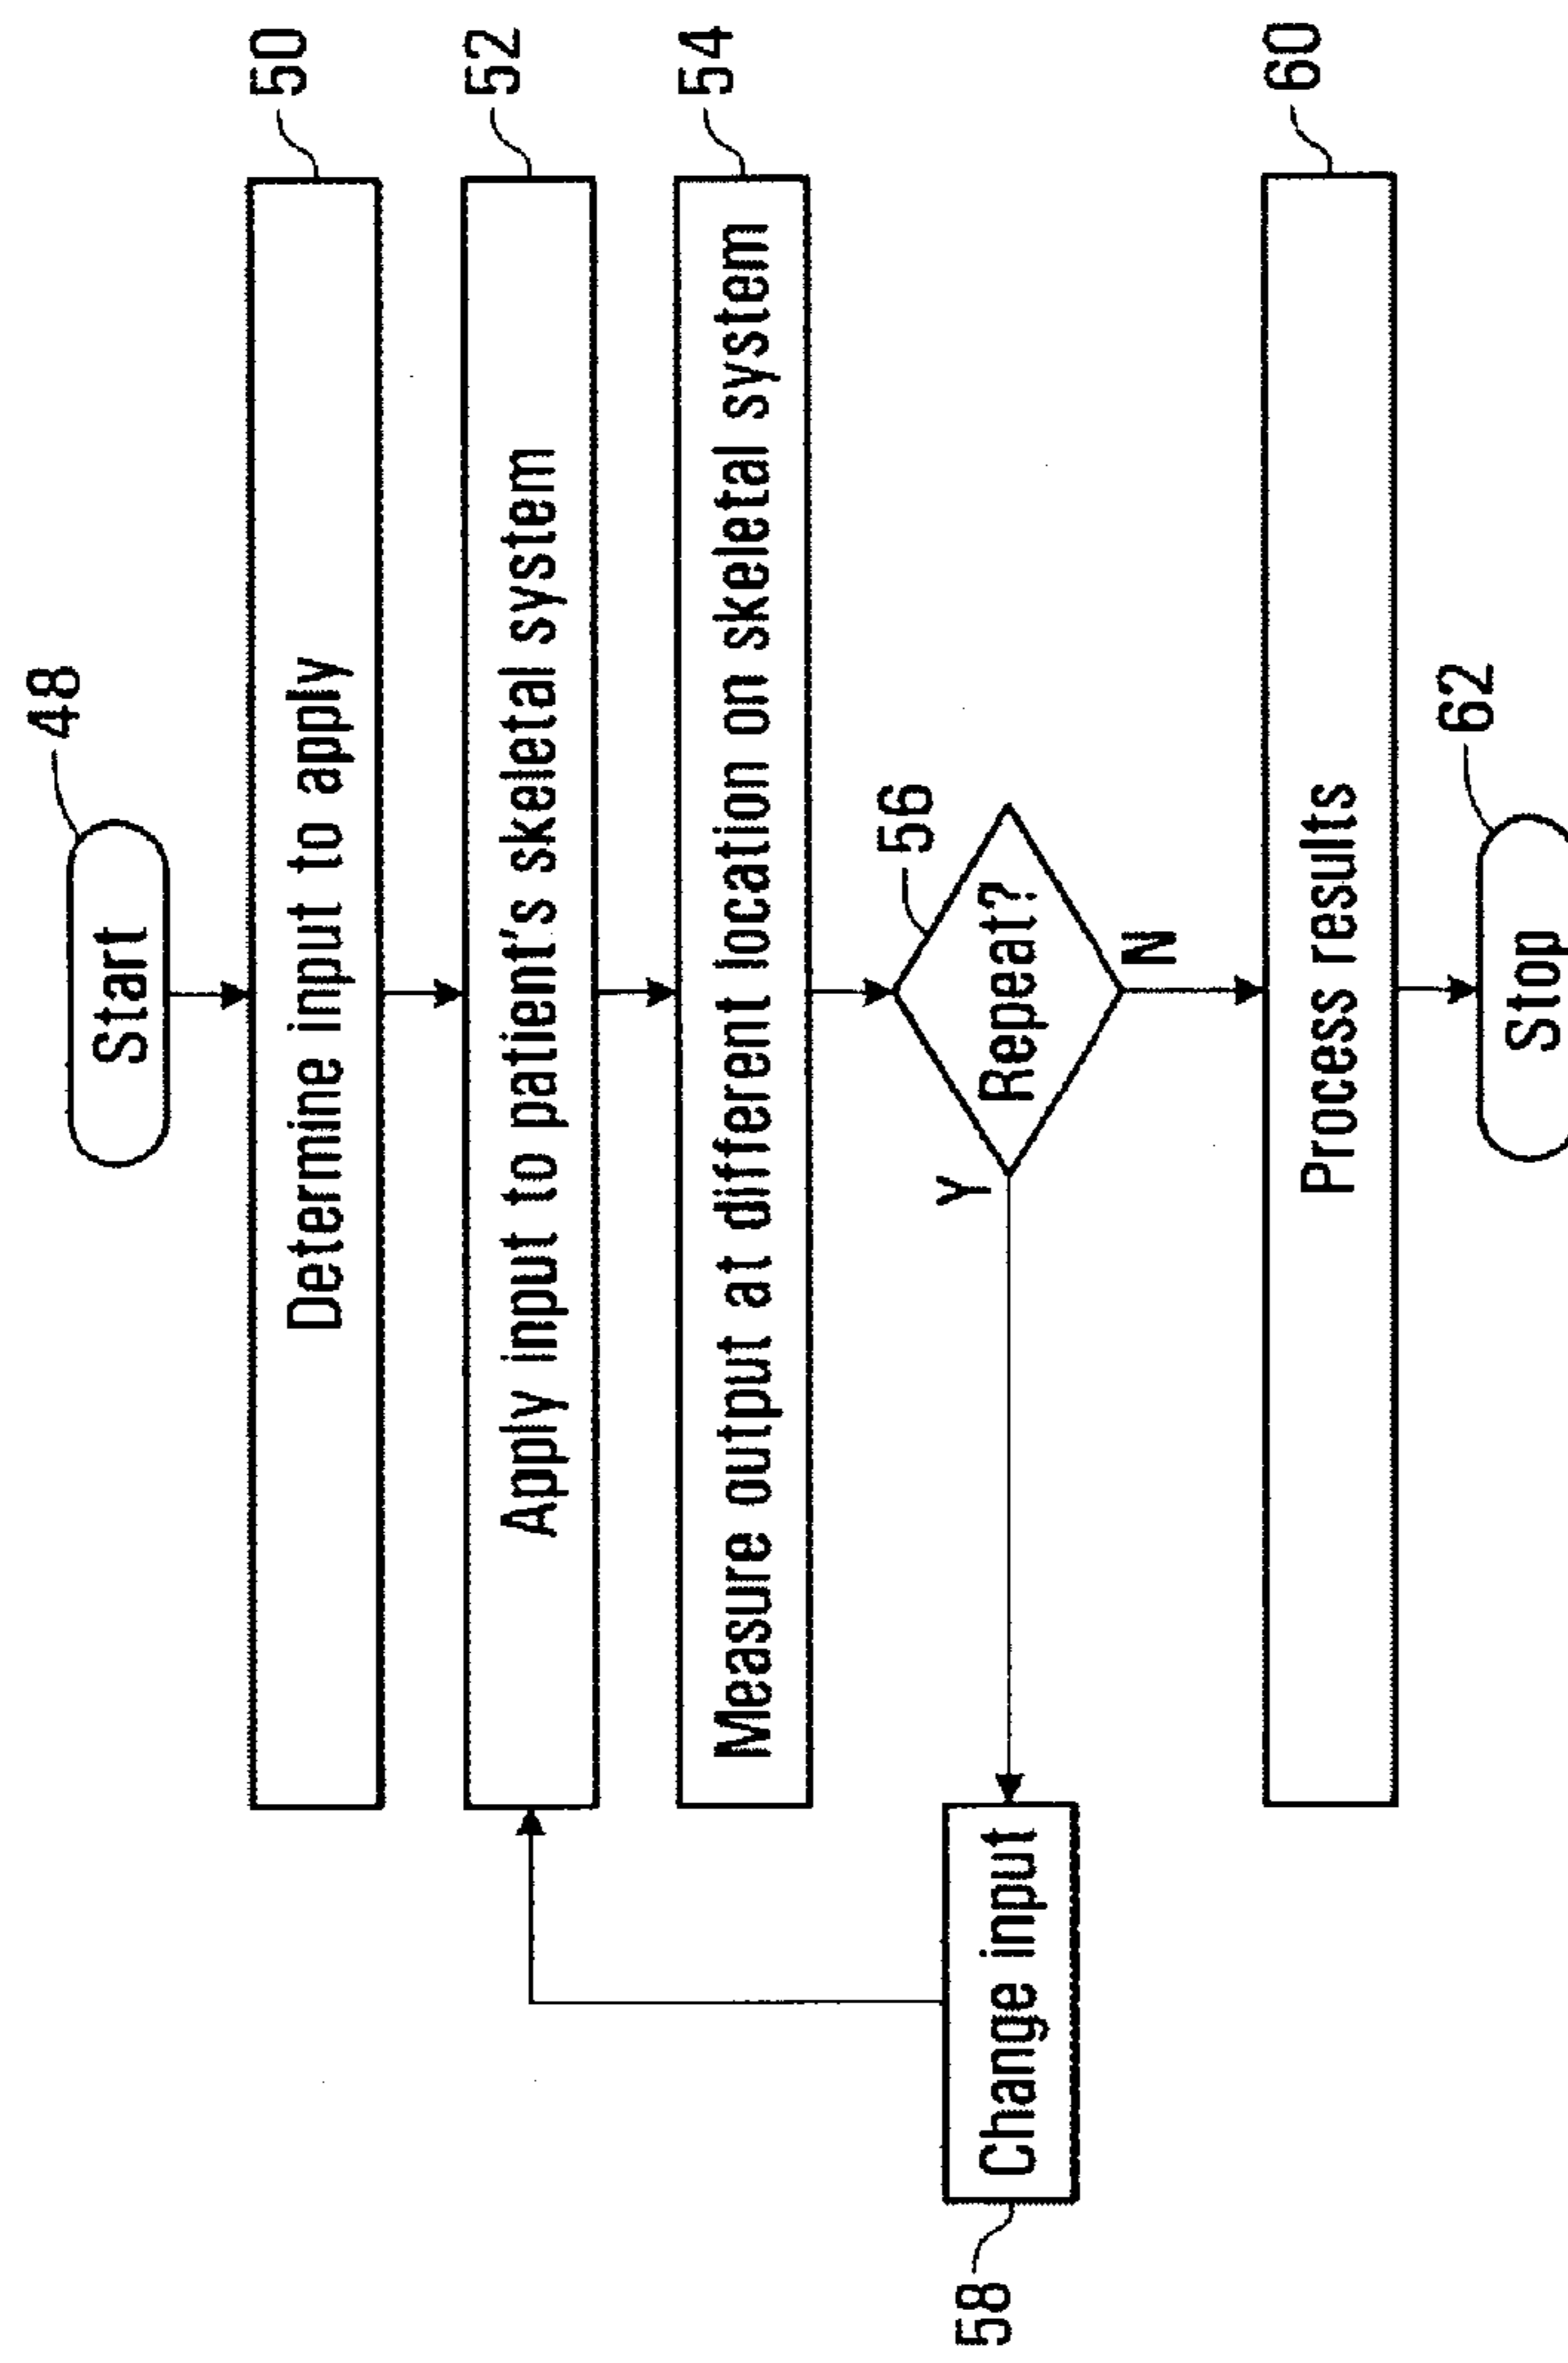 Start
48
Determine input to apply
50
Apply input to patient's skeletal system
52
Measure output at different location on skeletal system
54
Repeat?
56
Y
N
Change input
58
Process results
60
Stop
62